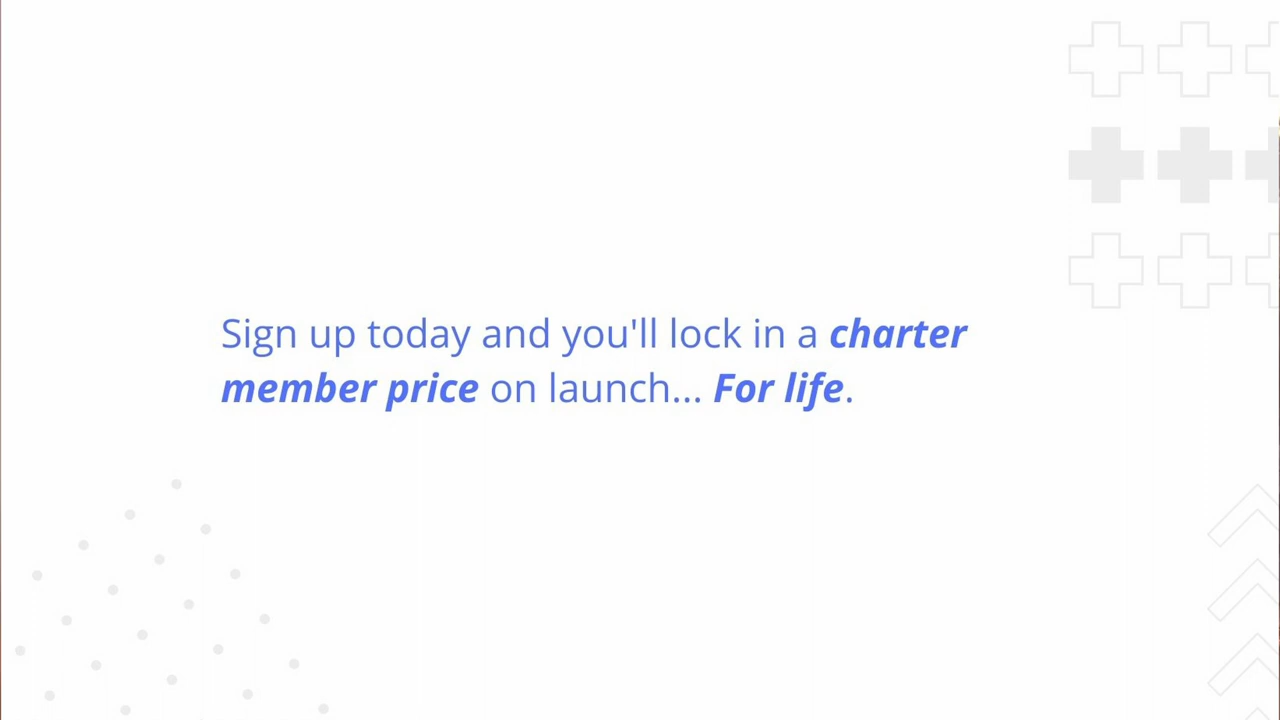 Sign up today and you'll lock in a charter
member price on launch... For life.